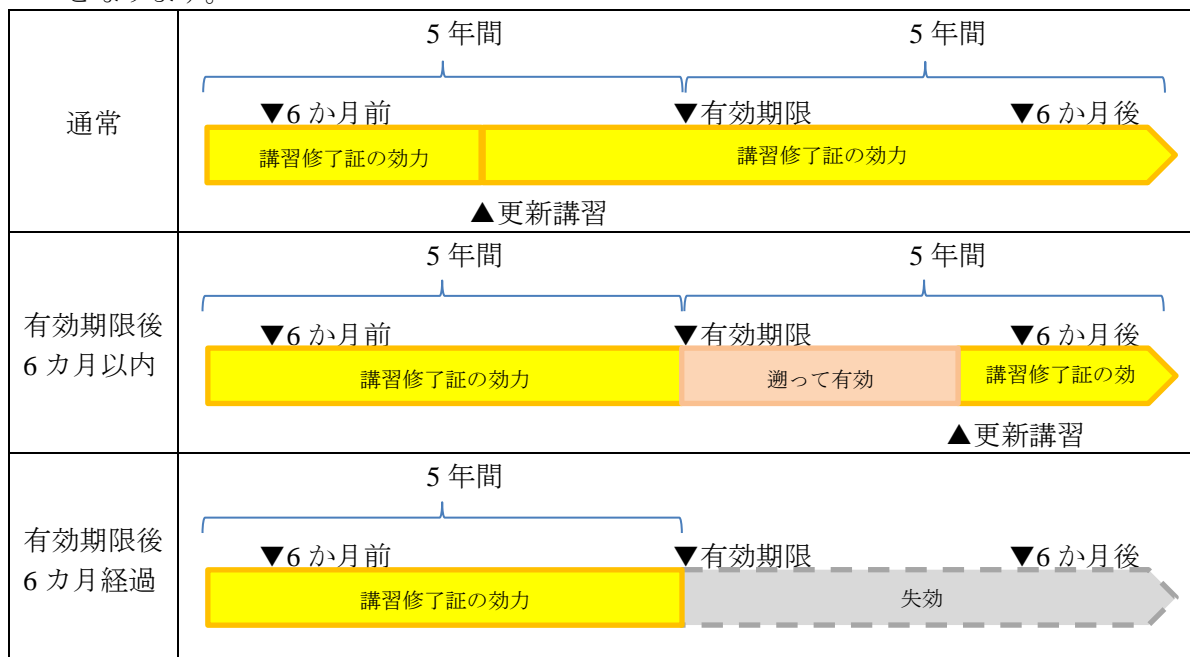 となります。
5 年間 5 年間
通常
▼6 か月前 ▼有効期限 ▼6 か月後
講習修了証の効力 講習修了証の効力
▲更新講習
5 年間 5 年間
有効期限後
6 カ月以内
▼6 か月前 ▼有効期限 ▼6 か月後
講習修了証の効力 遡って有効 講習修了証の効
▲更新講習
5 年間
有効期限後
6 カ月経過
▼6 か月前 ▼有効期限 ▼6 か月後
講習修了証の効力 失効